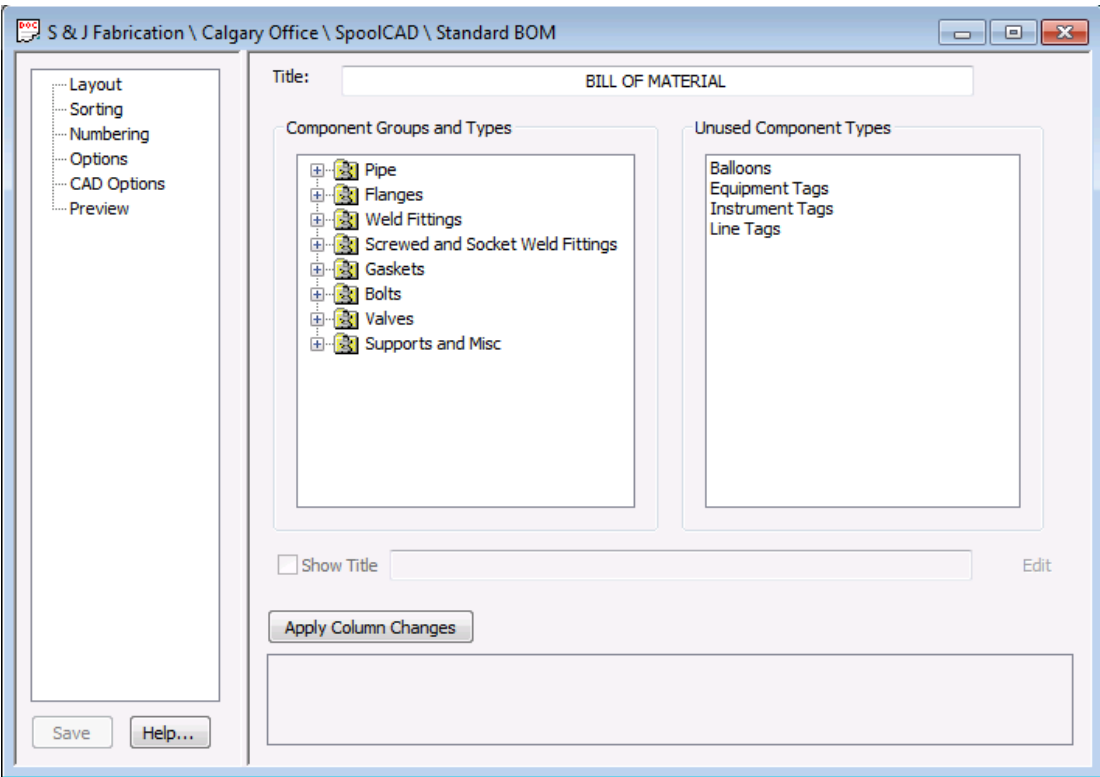 DOC
S & J Fabrication \ Calgary Office \ SpoolCAD \ Standard BOM
Layout
Sorting
Numbering
Options
CAD Options
Preview
Save
Help...
Title:
BILL OF MATERIAL
Component Groups and Types
Pipe
Flanges
Weld Fittings
Screwed and Socket Weld Fittings
Gaskets
Bolts
Valves
Supports and Misc
Unused Component Types
Balloons
Equipment Tags
Instrument Tags
Line Tags
Show Title
Edit
Apply Column Changes